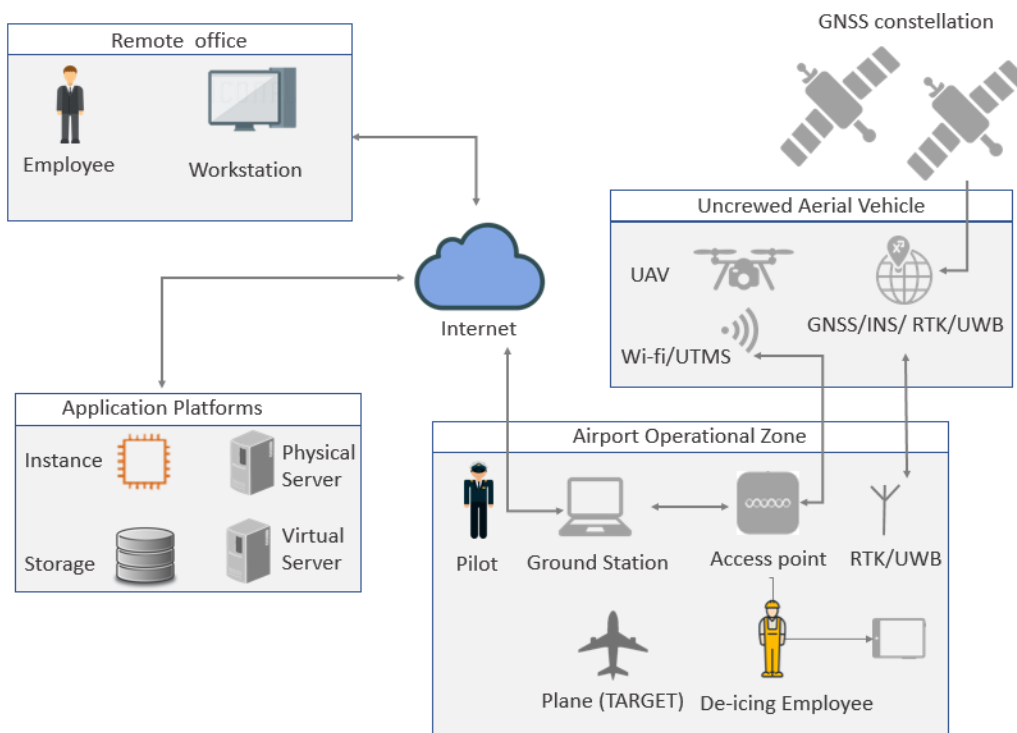 Remote office
Employee
Workstation
GNSS constellation
Uncrewed Aerial Vehicle
UAV
GNSS/INS/ RTK/UWB
Wi-fi/UTMS
Internet
Application Platforms
Instance
Physical
Server
Storage
Virtual
Server
Airport Operational Zone
Pilot
Ground Station
Access point
RTK/UWB
Plane (TARGET)
De-icing Employee